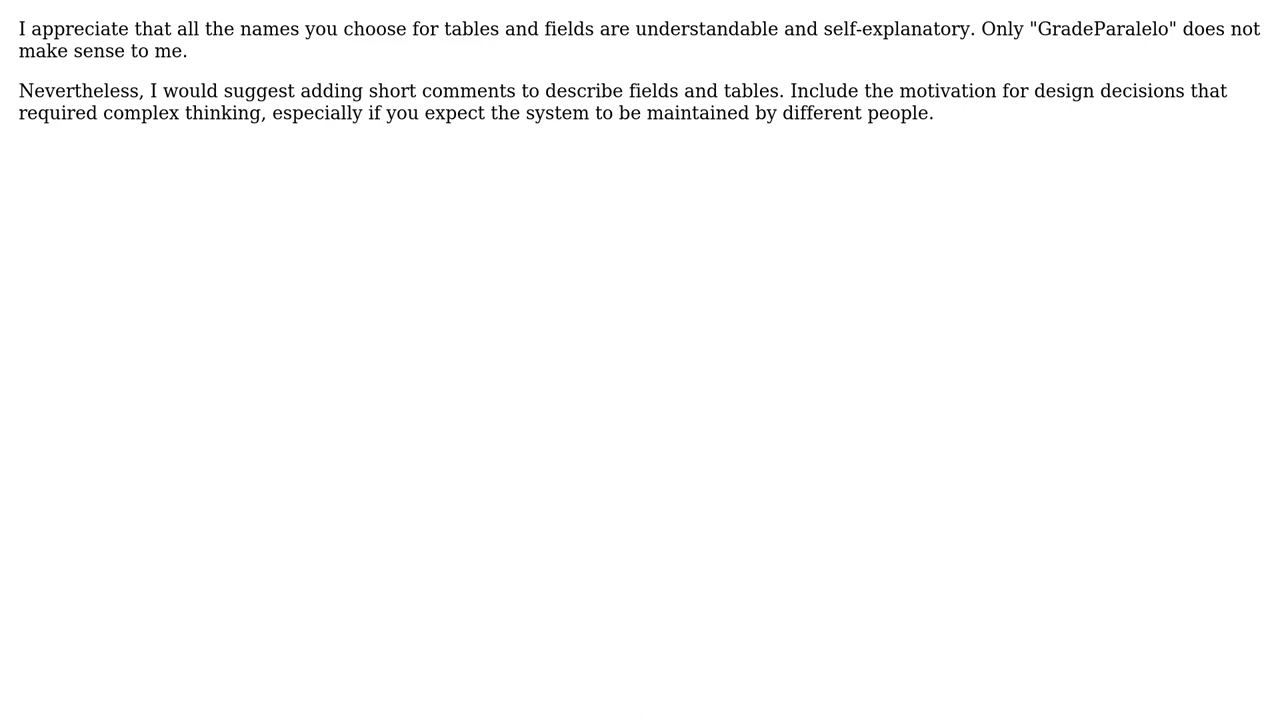 I appreciate that all the names you choose for tables and fields are understandable and self-explanatory. Only "GradeParalelo" does not
make sense to me.
Nevertheless, I would suggest adding short comments to describe fields and tables. Include the motivation for design decisions that
required complex thinking, especially if you expect the system to be maintained by different people.